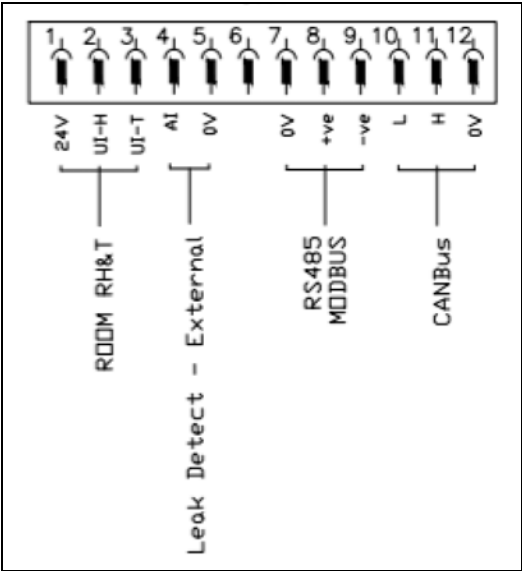 1 2 3 4 5 6 7 8 9 10 11 12
24V UI-H UI-T AI 0V 0V +ve -ve L H 0V
ROOM RH&T
Leak Detect - External
RS485
MODBUS
CANBus